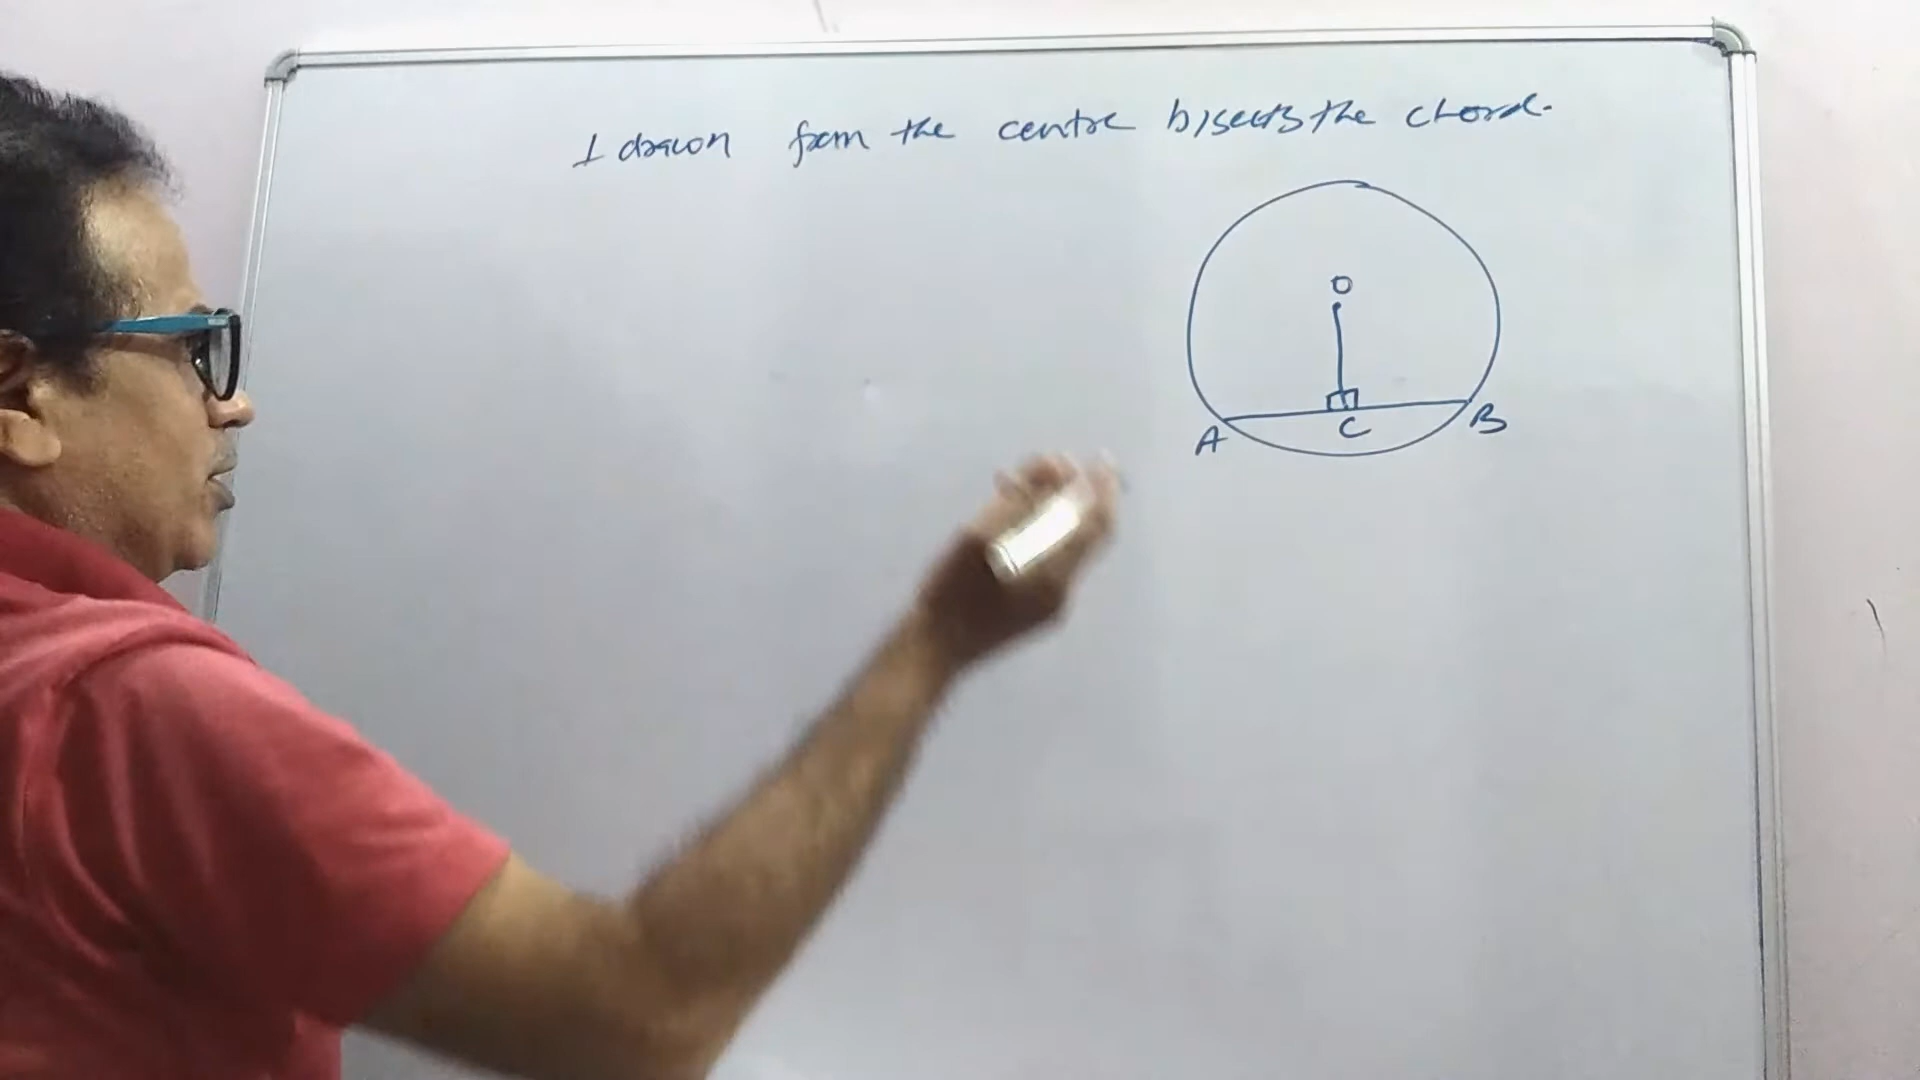 ⊥ drawn from the centre bisects the chord.
O
A C B